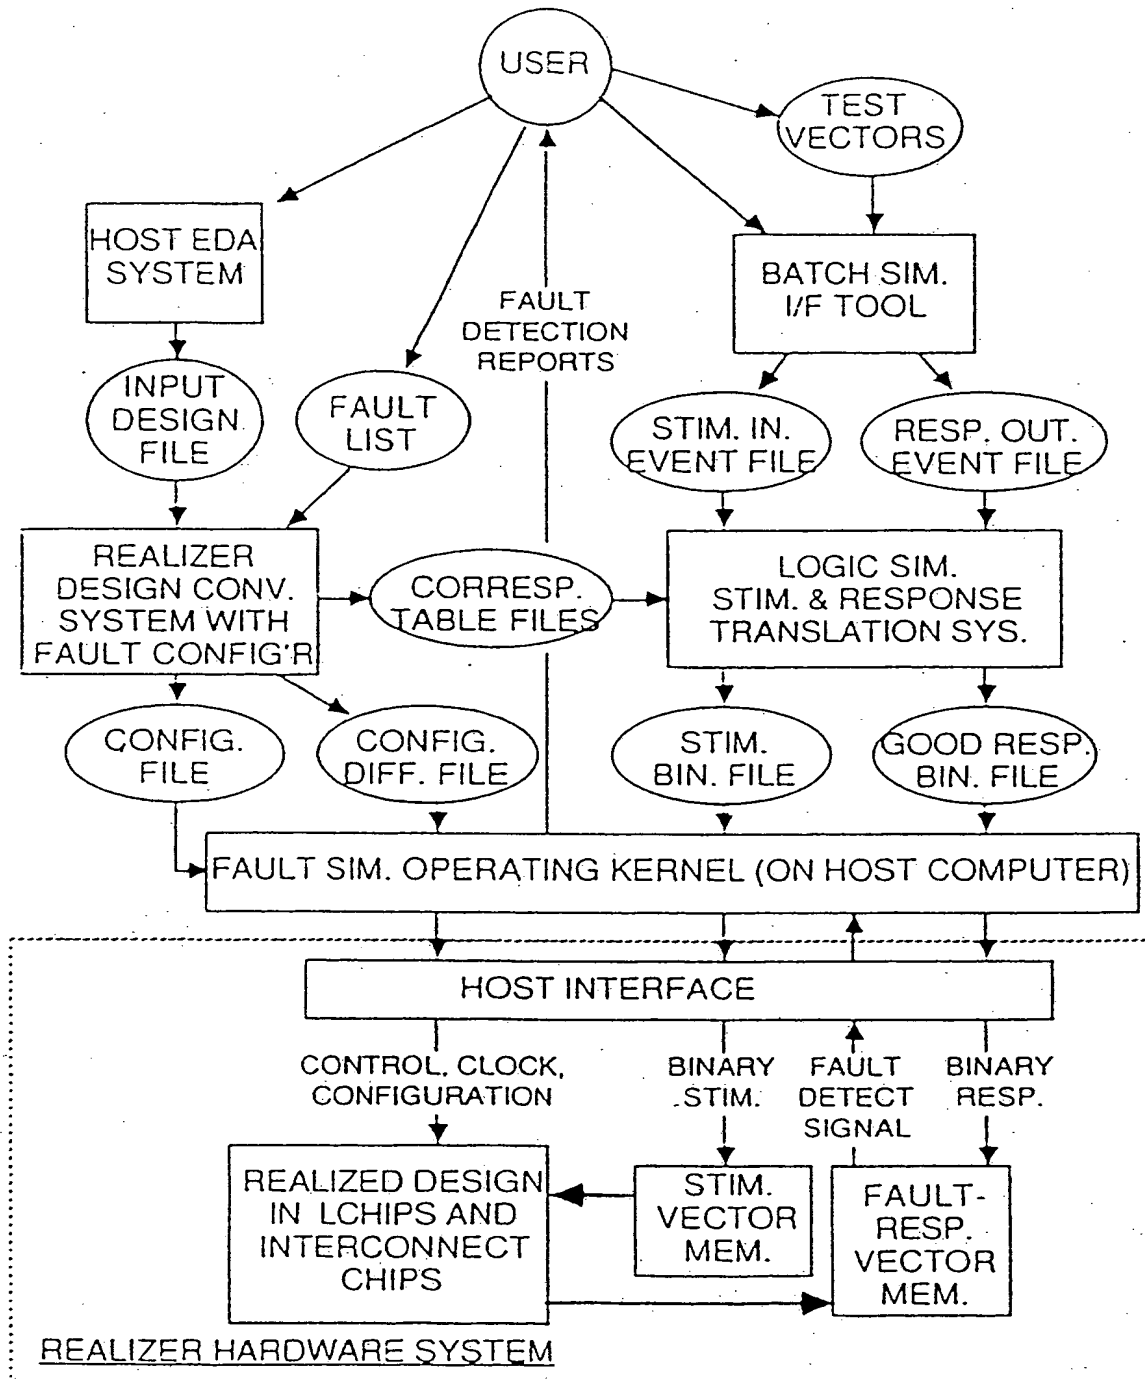 USER
TEST
VECTORS
HOST EDA
SYSTEM
BATCH SIM.
I/F TOOL
FAULT
DETECTION
REPORTS
INPUT
DESIGN
FILE
FAULT
LIST
STIM. IN.
EVENT FILE
RESP. OUT.
EVENT FILE
REALIZER
DESIGN CONV.
SYSTEM WITH
FAULT CONFIG'R
CORRESP.
TABLE FILES
LOGIC SIM.
STIM. & RESPONSE
TRANSLATION SYS.
CONFIG.
FILE
CONFIG.
DIFF. FILE
STIM.
BIN. FILE
GOOD RESP.
BIN. FILE
FAULT SIM. OPERATING KERNEL (ON HOST COMPUTER)
HOST INTERFACE
CONTROL, CLOCK,
CONFIGURATION
BINARY
STIM.
FAULT
DETECT
SIGNAL
BINARY
RESP.
REALIZED DESIGN
IN LCHIPS AND
INTERCONNECT
CHIPS
STIM.
VECTOR
MEM.
FAULT-
RESP.
VECTOR
MEM.
REALIZER HARDWARE SYSTEM